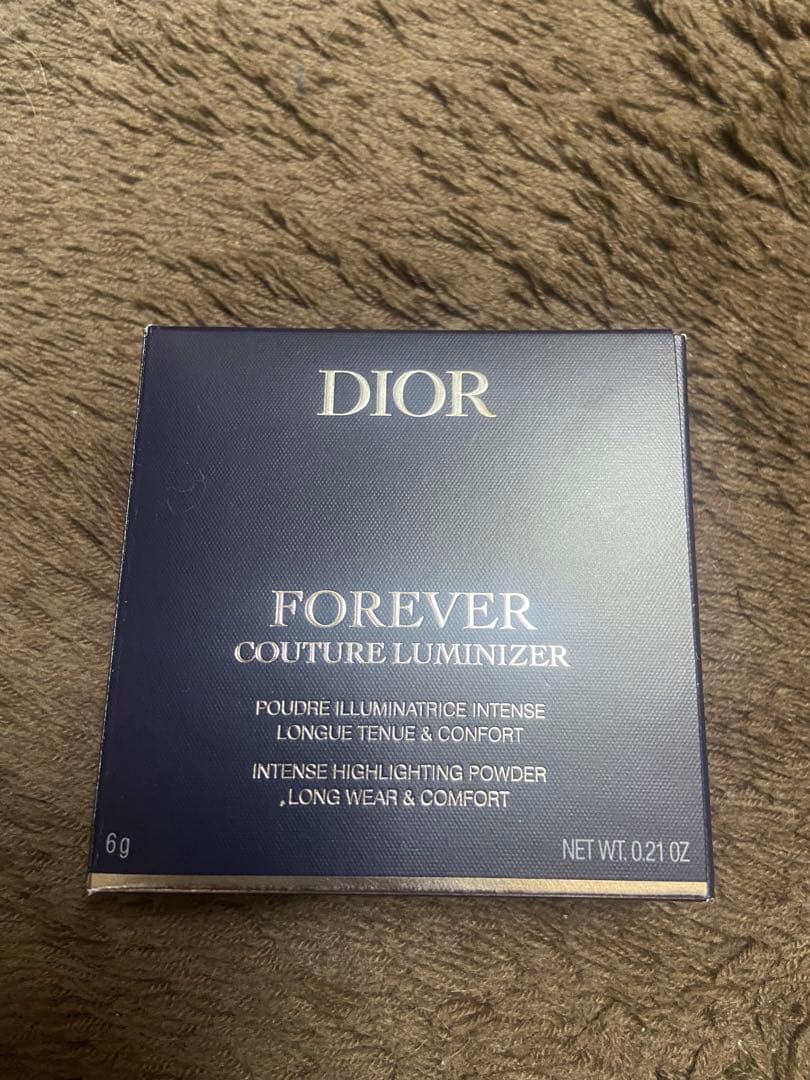 DIOR
FOREVER
COUTURE LUMINIZER
POUDRE ILLUMINATRICE INTENSE
LONGUE TENUE & CONFORT
INTENSE HIGHLIGHTING POWDER
LONG WEAR & COMFORT
6g
NET WT. 0.21 OZ